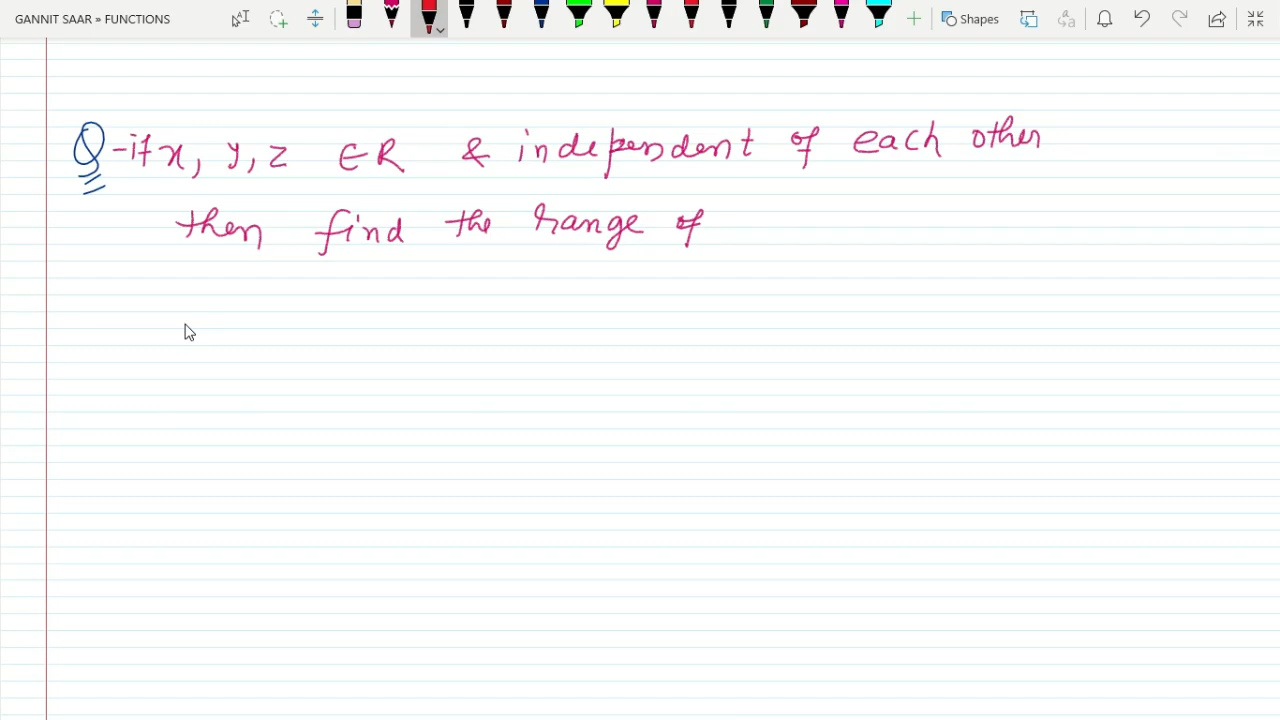 GANNIT SAAR » FUNCTIONS
Shapes
Q - if x, y, z ∈ R & independent of each other
then find the range of